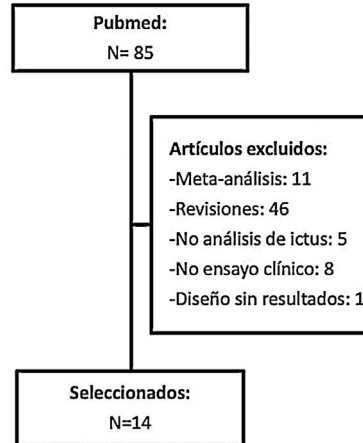 Pubmed:
N= 85
Artículos excluidos:
-Meta-análisis: 11
-Revisiones: 46
-No análisis de ictus: 5
-No ensayo clínico: 8
-Diseño sin resultados: 1
Seleccionados:
N=14